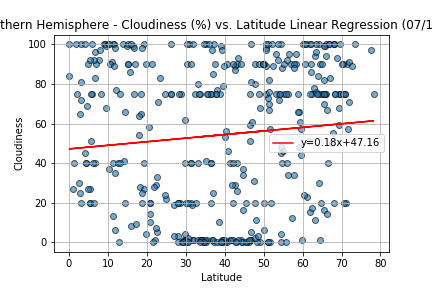 thern Hemisphere - Cloudiness (%) vs. Latitude Linear Regression (07/1
Cloudiness
100
80
60
40
20
0
y=0.18x+47.16
0 10 20 30 40 50 60 70 80
Latitude